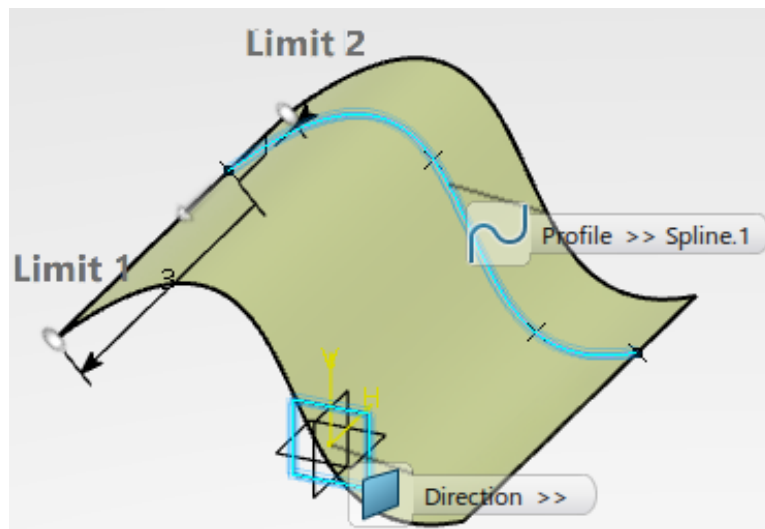 Limit 2
Profile >> Spline.1
Limit 1
3
V
H
Direction >>